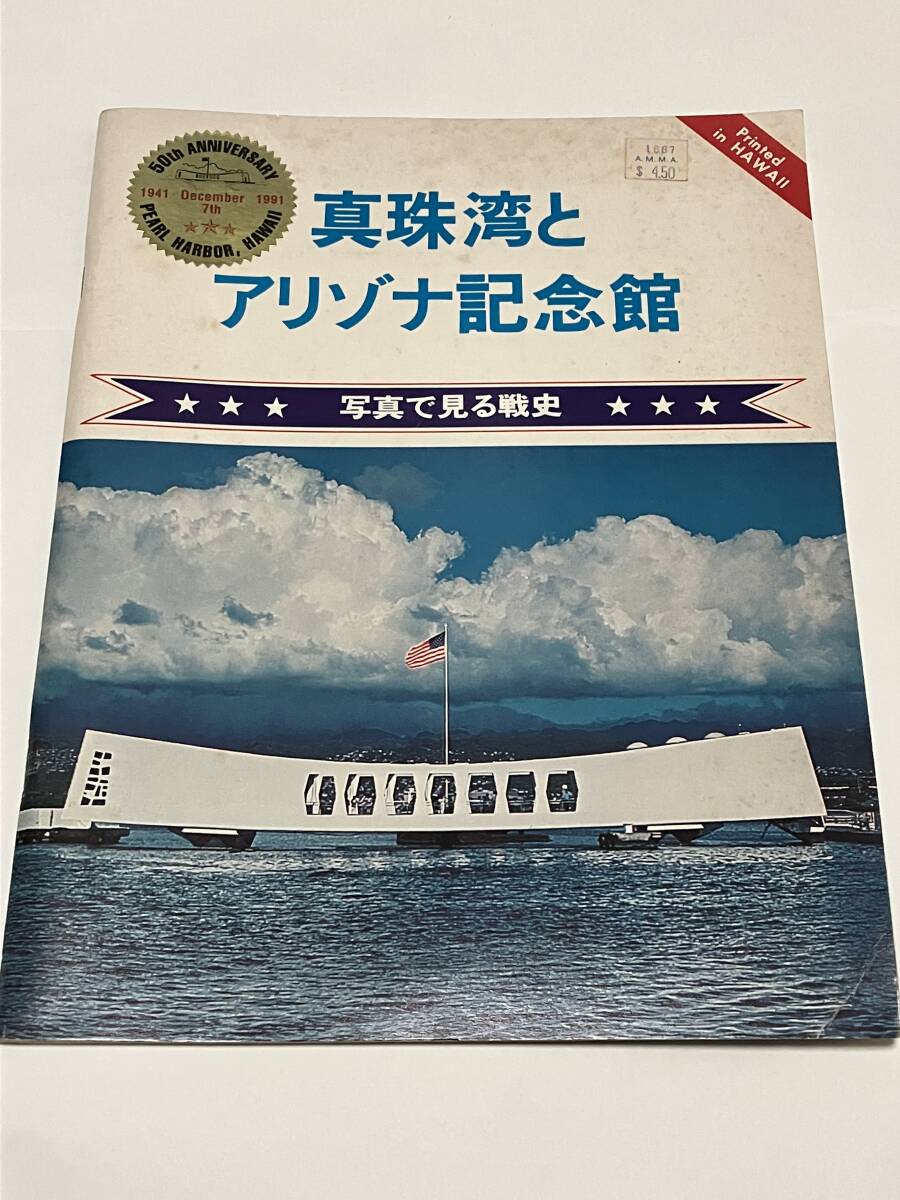 50th ANNIVERSARY
1941 December 1991
7th
PEARL HARBOR, HAWAII
1687
A.M.M.A.
$ 4.50
Printed
in HAWAII
真珠湾と
アリゾナ記念館
写真で見る戦史